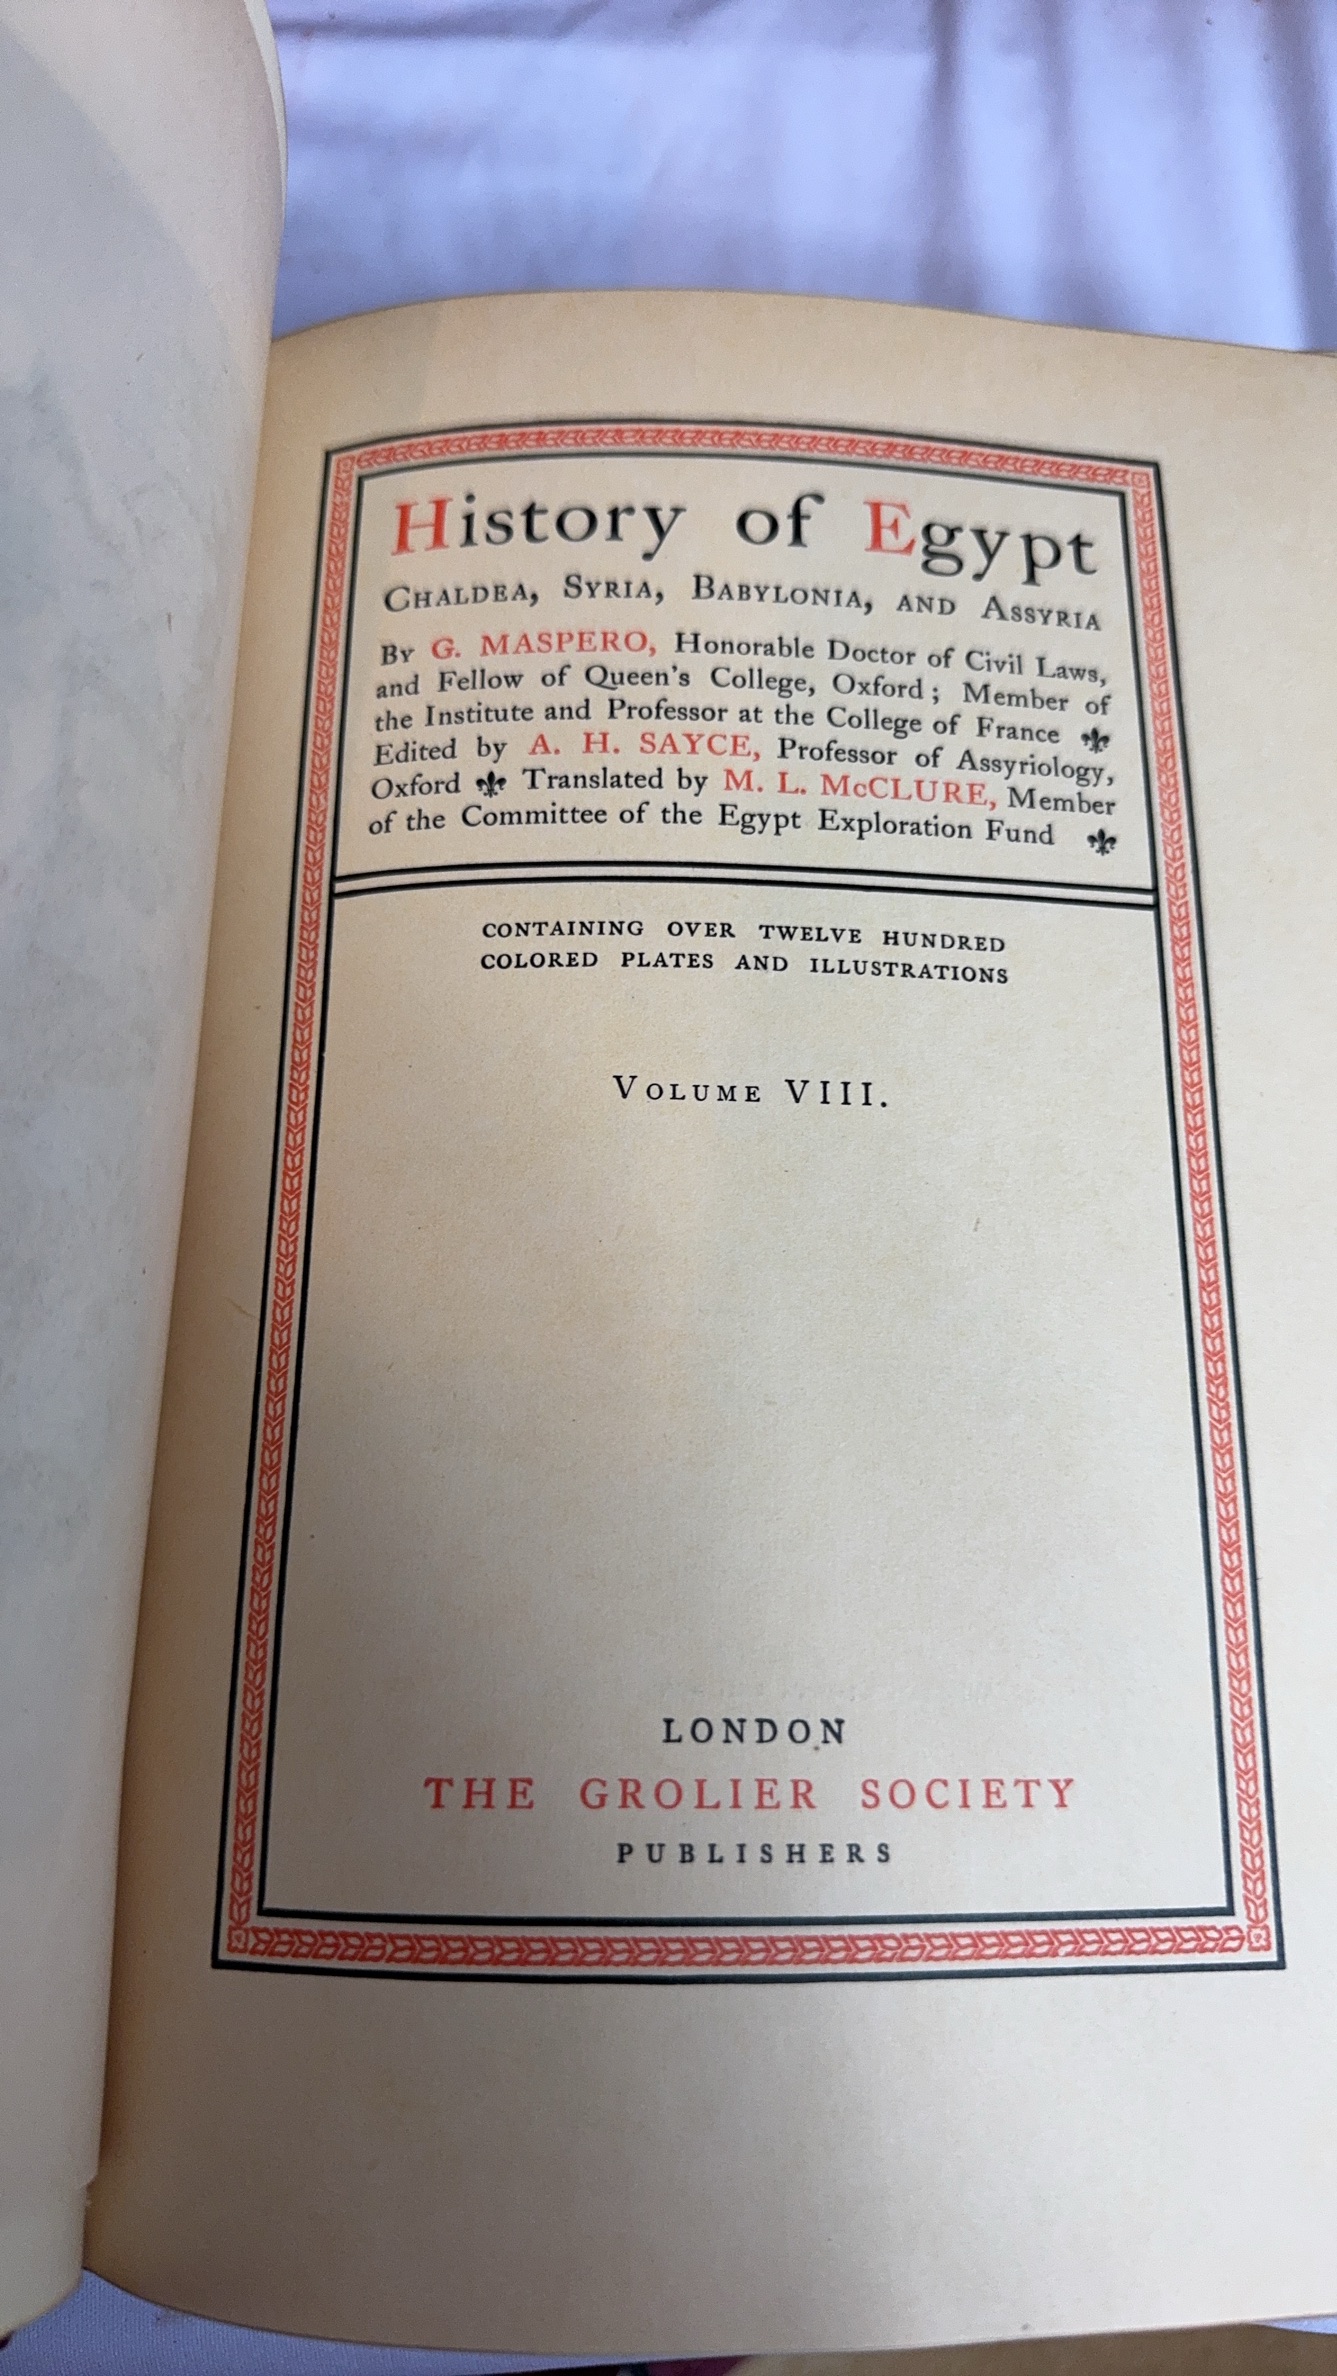 History of Egypt
Chaldea, Syria, Babylonia, and Assyria
By G. MASPERO, Honorable Doctor of Civil Laws,
and Fellow of Queen's College, Oxford; Member of
the Institute and Professor at the College of France
Edited by A. H. SAYCE, Professor of Assyriology,
Oxford Translated by M. L. McCLURE, Member
of the Committee of the Egypt Exploration Fund
CONTAINING OVER TWELVE HUNDRED
COLORED PLATES AND ILLUSTRATIONS
Volume VIII.
LONDON
THE GROLIER SOCIETY
PUBLISHERS